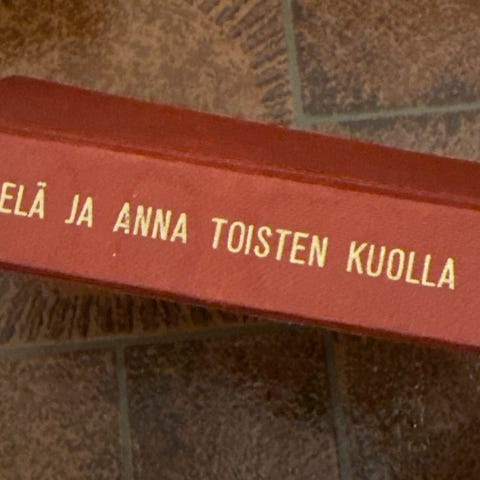 ELÄ JA ANNA TOISTEN KUOLLA